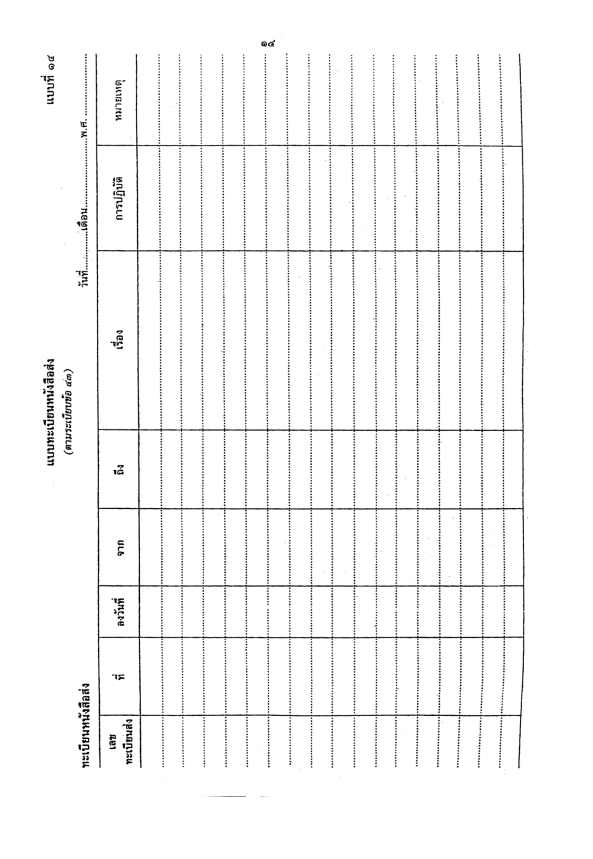 ๑๔
แบบที่ ๑๔
แบบทะเบียนหนังสือส่ง
(ตามระเบียบข้อ ๔๓)
ทะเบียนหนังสือส่ง
วันที่..............เดือน..............................พ.ศ. ....................
เลข
ทะเบียนส่ง
ที่
ลงวันที่
จาก
ถึง
เรื่อง
การปฏิบัติ
หมายเหตุ